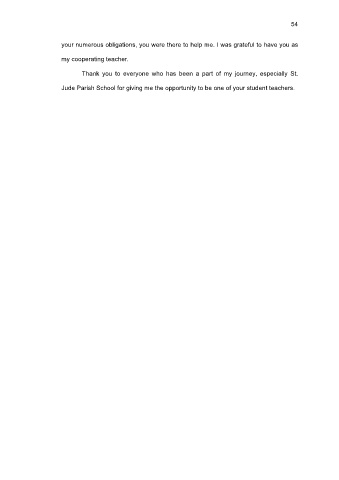 54
your numerous obligations, you were there to help me. I was grateful to have you as
my cooperating teacher.
Thank you to everyone who has been a part of my journey, especially St.
Jude Parish School for giving me the opportunity to be one of your student teachers.